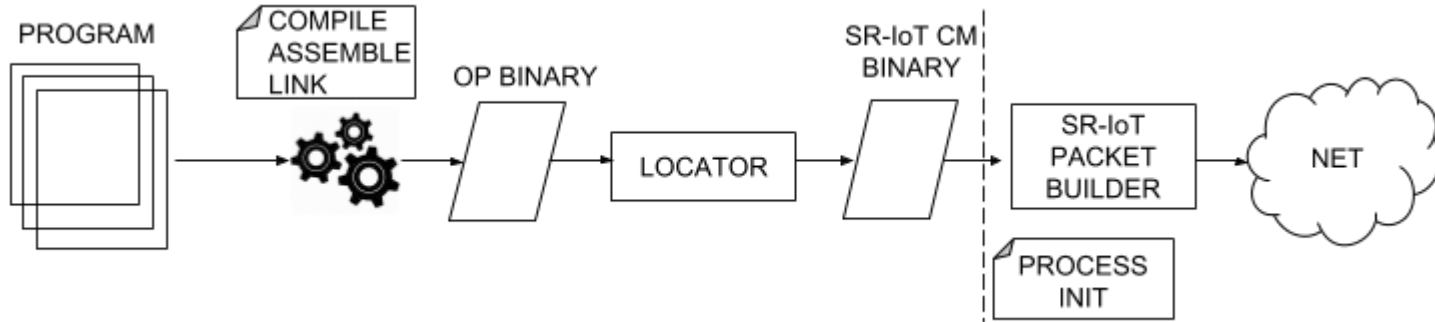 PROGRAM
COMPILE
ASSEMBLE
LINK
OP BINARY
LOCATOR
SR-IoT CM
BINARY
SR-IoT
PACKET
BUILDER
NET
PROCESS
INIT